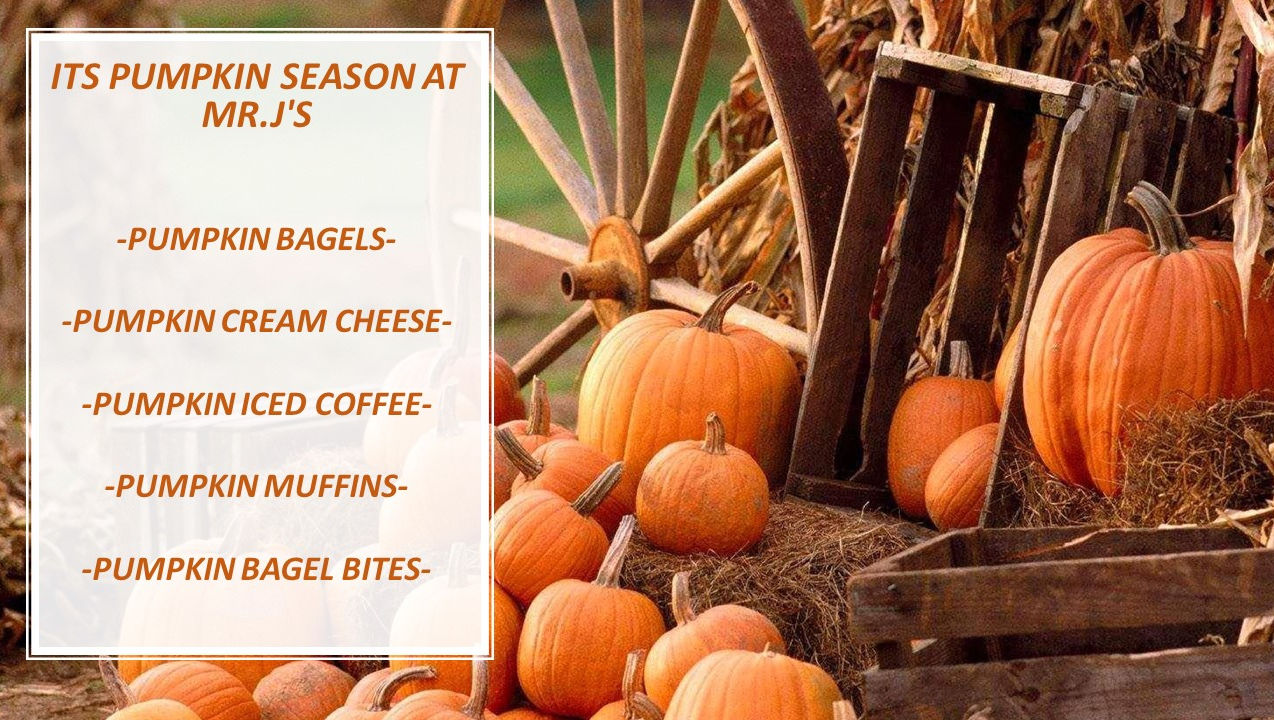 ITS PUMPKIN SEASON AT
MR.J'S
-PUMPKIN BAGELS-
-PUMPKIN CREAM CHEESE-
-PUMPKIN ICED COFFEE-
-PUMPKIN MUFFINS-
-PUMPKIN BAGEL BITES-